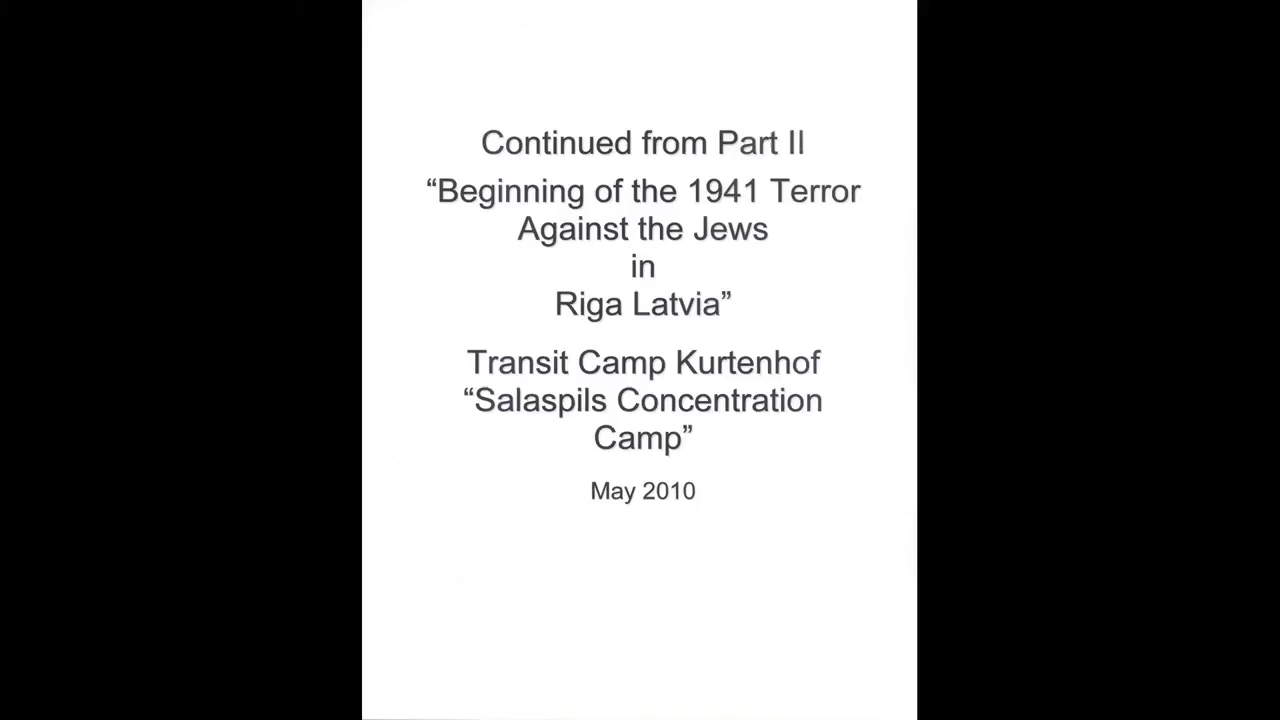 Continued from Part II
“Beginning of the 1941 Terror
Against the Jews
in
Riga Latvia”
Transit Camp Kurtenhof
“Salaspils Concentration
Camp”
May 2010